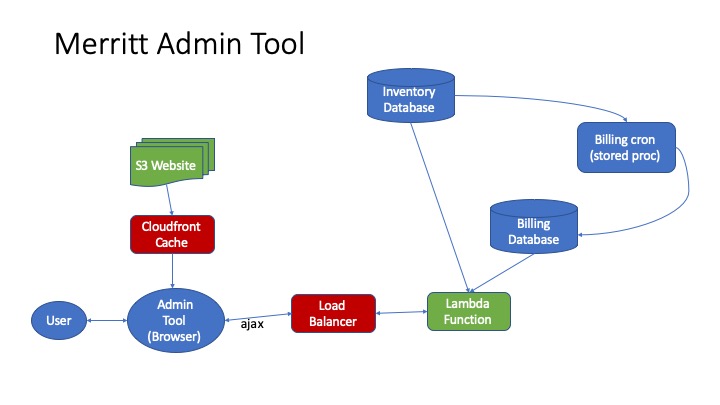 Merritt Admin Tool
Inventory
Database
Billing cron
(stored proc)
S3 Website
Cloudfront
Cache
Billing
Database
User
Admin
Tool
(Browser)
ajax
Load
Balancer
Lambda
Function